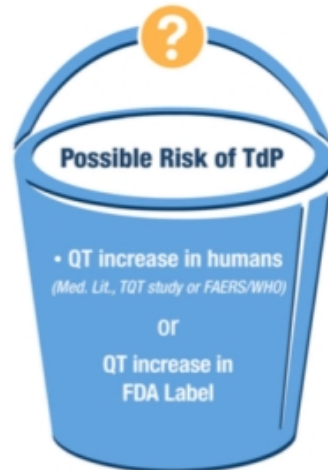 ?
Possible Risk of TdP
• QT increase in humans
(Med. Lit., TQT study or FAERS/WHO)
or
QT increase in
FDA Label